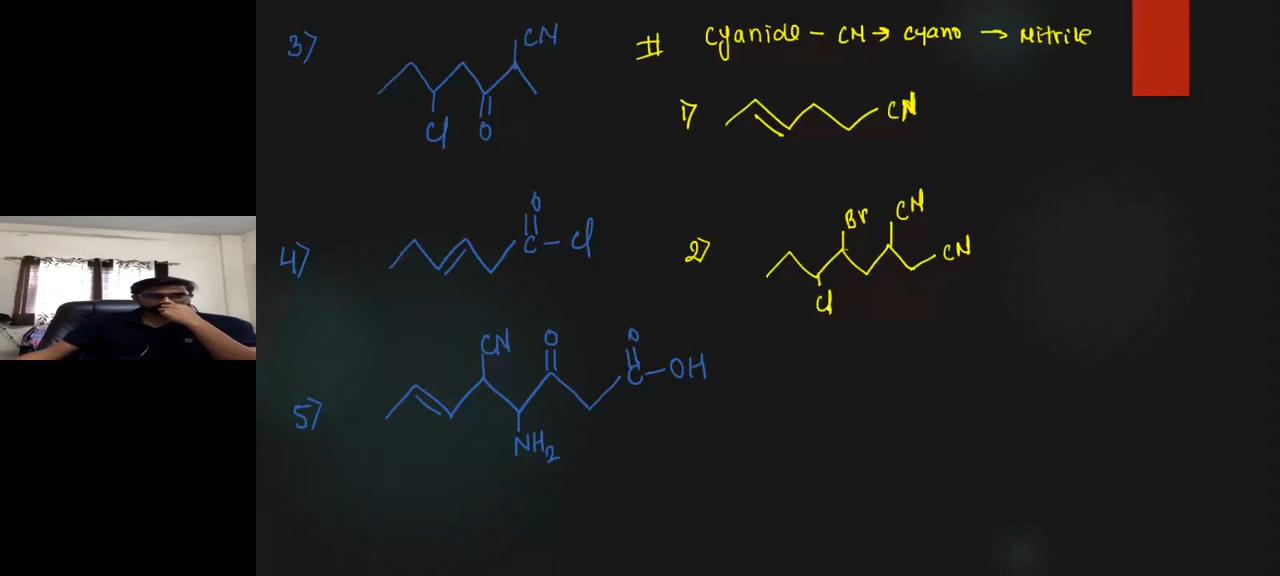 3)
CN
Cl
O
4)
O
C-Cl
5)
CN
O
O
C-OH
NH2
# Cyanide - CN → Cyano → Nitrile
1)
CN
2)
Br
CN
CN
Cl